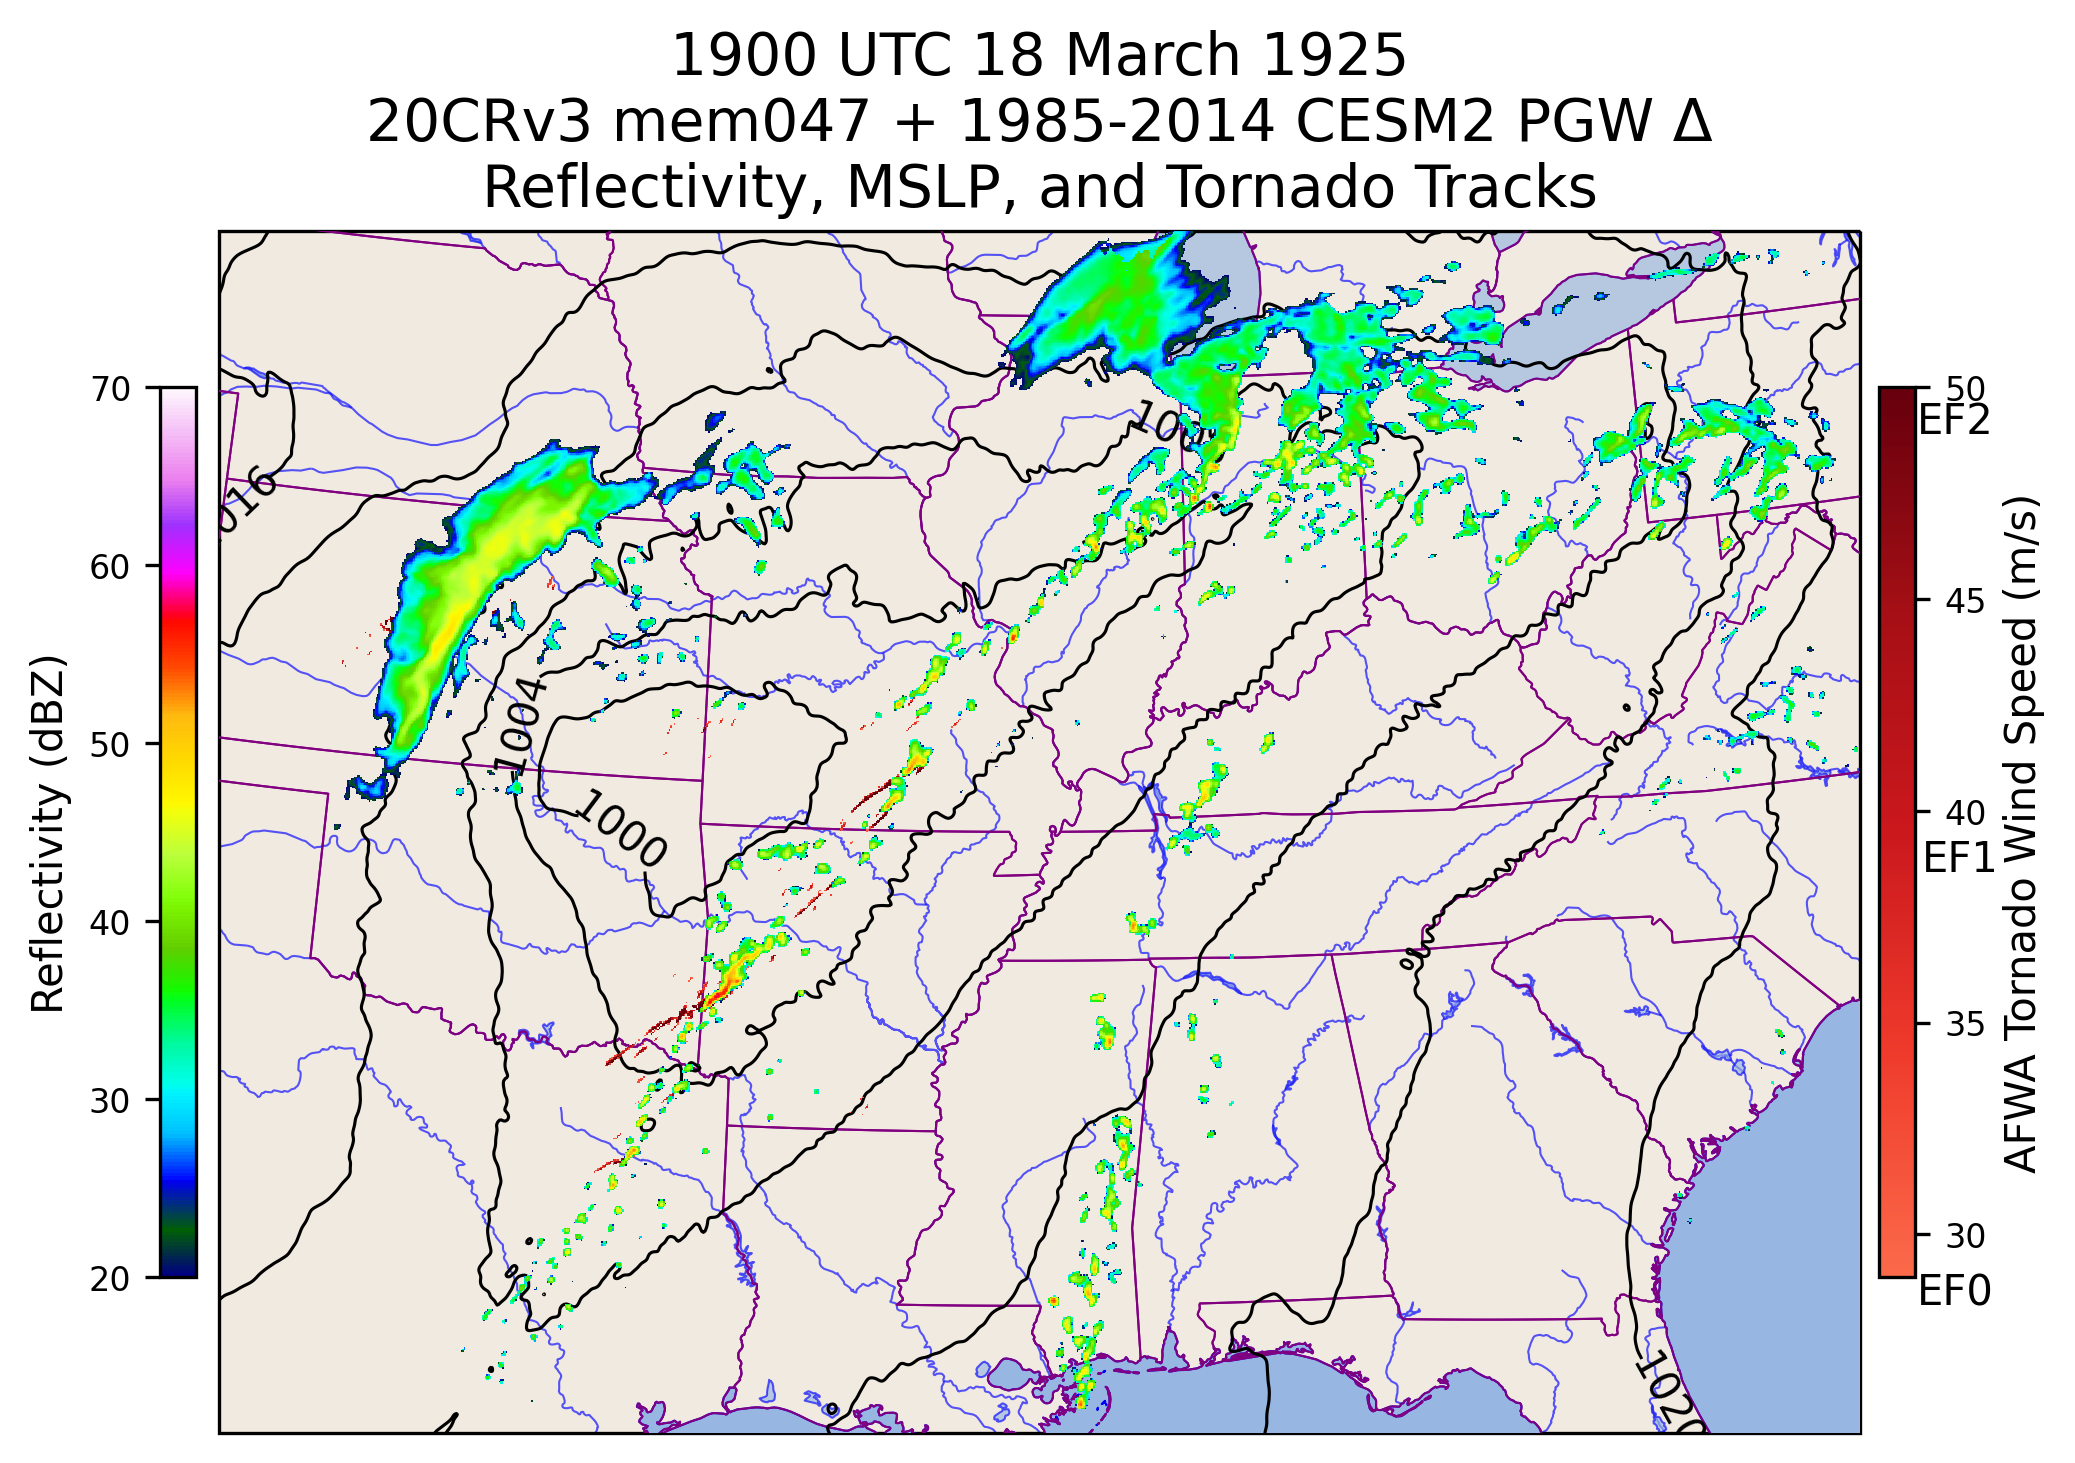 1900 UTC 18 March 1925
20CRv3 mem047 + 1985-2014 CESM2 PGW Δ
Reflectivity, MSLP, and Tornado Tracks
Reflectivity (dBZ)
70
60
50
40
30
20
016
1004
1000
1020
50
EF2
45
40
EF1
35
30
EF0
AFWA Tornado Wind Speed (m/s)